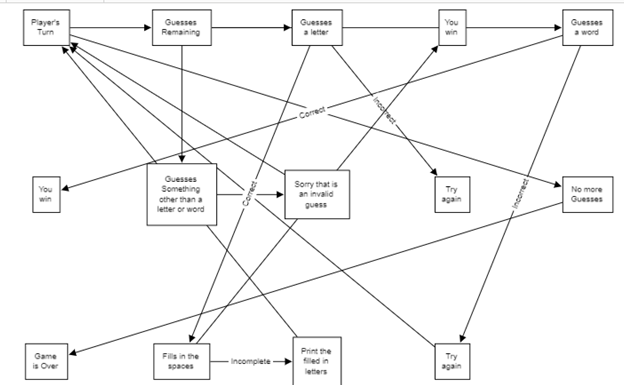 Player's
Turn
Guesses
Remaining
Guesses
a letter
You
win
Guesses
a word
Incorrect
Correct
You
win
Guesses
Something
other than a
letter or word
Correct
Sorry that is
an invalid
guess
Try
again
Incorrect
No more
Guesses
Game
is Over
Fills in the
spaces
Incomplete
Print the
filled in
letters
Try
again